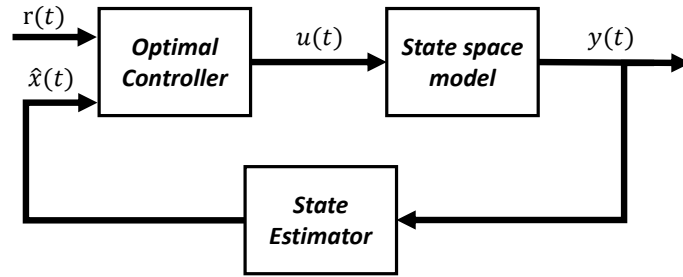 r(t)
Optimal
Controller
u(t)
State space
model
y(t)
x̂(t)
State
Estimator